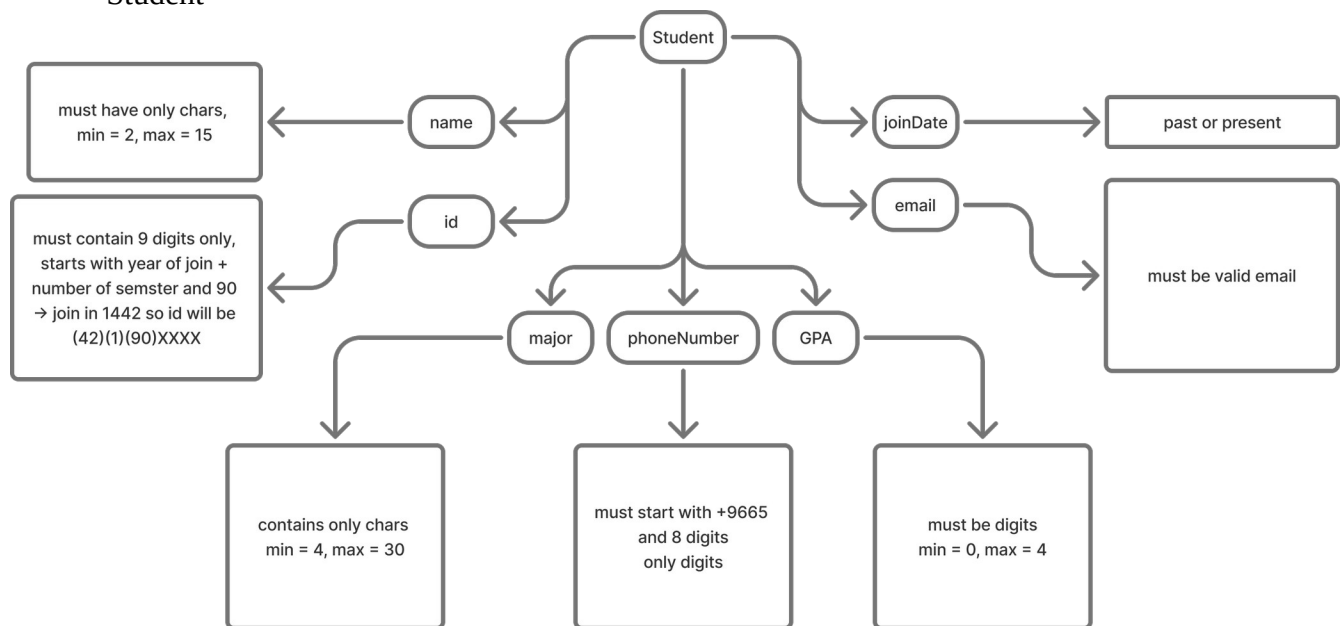 Student
Student
must have only chars,
min = 2, max = 15
name
joinDate
past or present
id
email
must contain 9 digits only,
starts with year of join +
number of semster and 90
→ join in 1442 so id will be
(42)(1)(90)XXXX
must be valid email
major
phoneNumber
GPA
contains only chars
min = 4, max = 30
must start with +9665
and 8 digits
only digits
must be digits
min = 0, max = 4